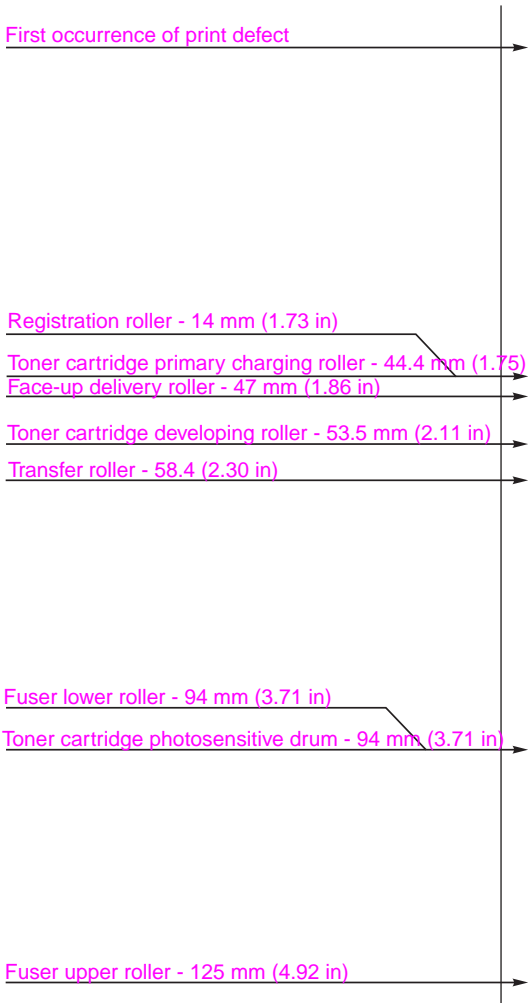 First occurrence of print defect
Registration roller - 14 mm (1.73 in)
Toner cartridge primary charging roller - 44.4 mm (1.75)
Face-up delivery roller - 47 mm (1.86 in)
Toner cartridge developing roller - 53.5 mm (2.11 in)
Transfer roller - 58.4 (2.30 in)
Fuser lower roller - 94 mm (3.71 in)
Toner cartridge photosensitive drum - 94 mm (3.71 in)
Fuser upper roller - 125 mm (4.92 in)